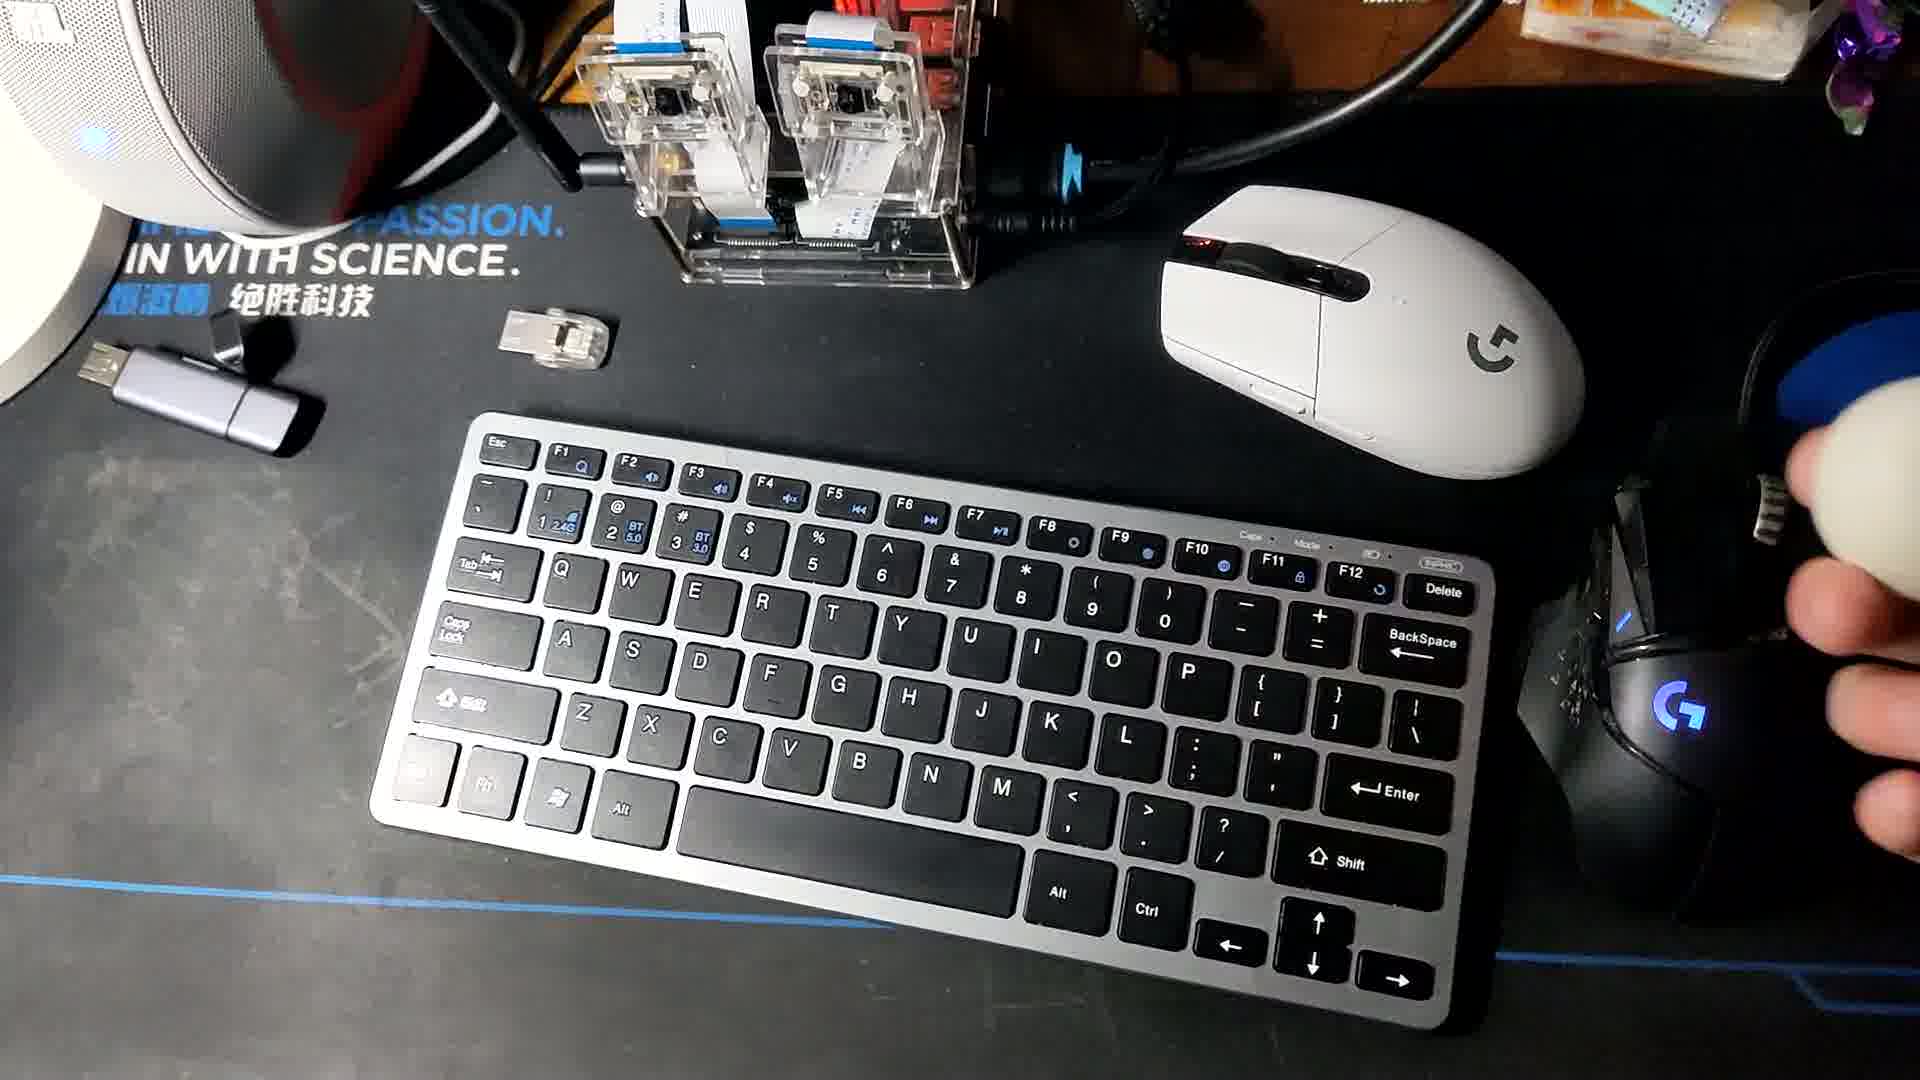 PASSION.
IN WITH SCIENCE.
绝胜科技
Esc F1 F2 F3 F4 F5 F6 F7 F8 F9 F10 F11 F12 Delete
Caps Mode
~ ` ! 1 2.4G @ 2 BT 5.0 # 3 BT 3.0 $ 4 % 5 ^ 6 & 7 * 8 ( 9 ) 0 _ - + = BackSpace
Tab Q W E R T Y U I O P { [ } ] | \
Caps Lock A S D F G H J K L : ; " ' Enter
Z X C V B N M < , > . ? / Shift
Fn Alt Alt Ctrl